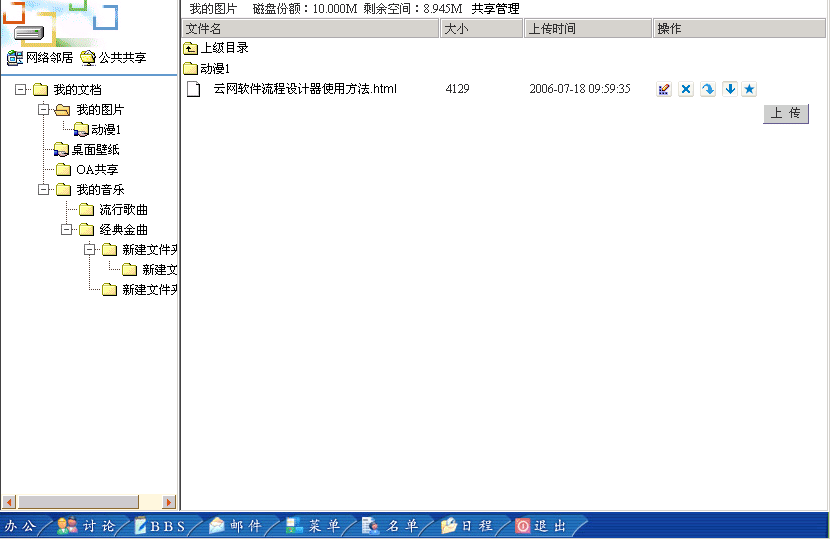 我的图片 磁盘份额：10.000M 剩余空间：8.945M 共享管理
文件名 大小 上传时间 操作
上级目录
动漫1
云网软件流程设计器使用方法.html 4129 2006-07-18 09:59:35
上 传
网络邻居 公共共享
我的文档
我的图片
动漫1
桌面壁纸
OA共享
我的音乐
流行歌曲
经典金曲
新建文件夹
新建文
新建文件夹
办公 讨论 BBS 邮件 菜单 名单 日程 退出